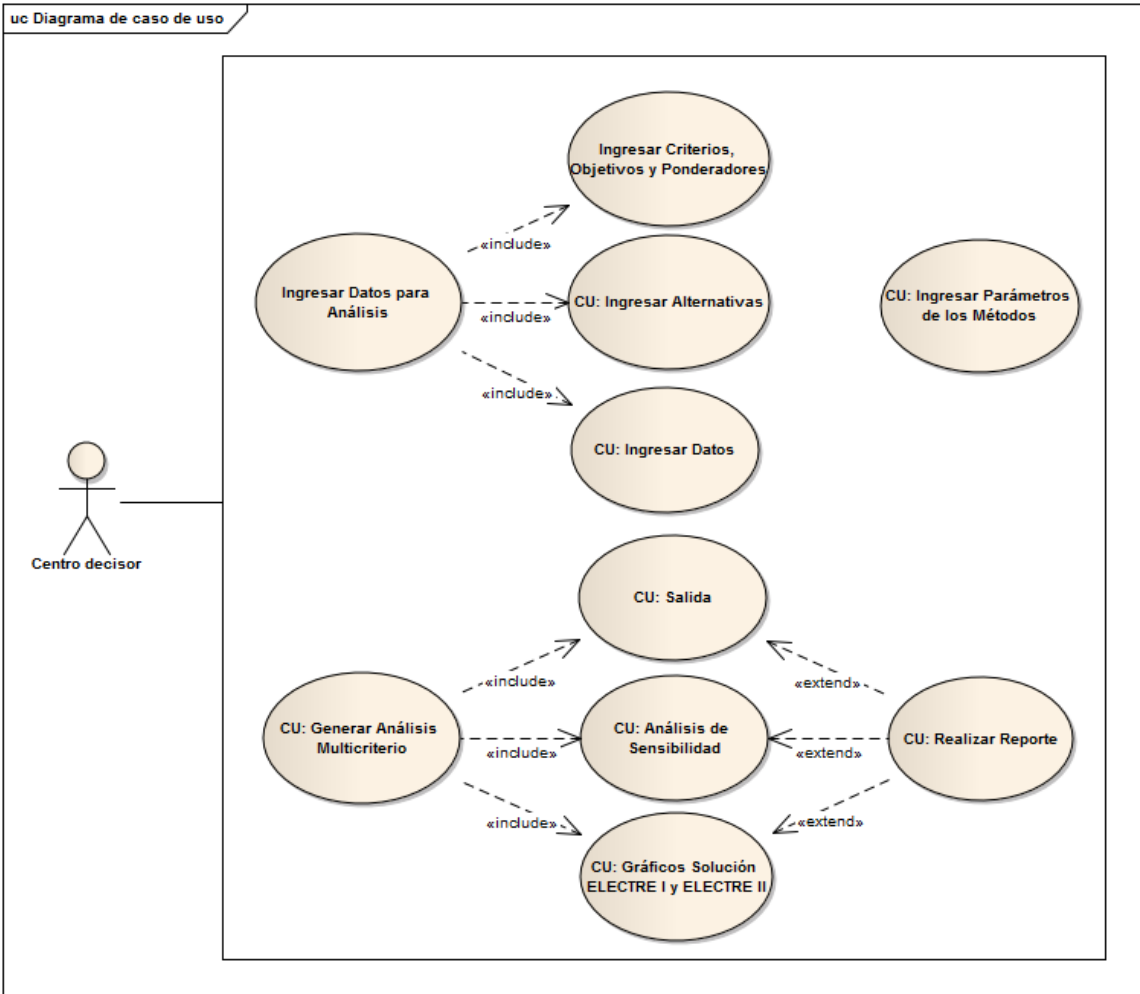 uc Diagrama de caso de uso
Ingresar Criterios,
Objetivos y Ponderadores
«include»
Ingresar Datos para
Análisis
«include»
CU: Ingresar Alternativas
CU: Ingresar Parámetros
de los Métodos
«include»
CU: Ingresar Datos
Centro decisor
CU: Salida
«include»
«extend»
CU: Generar Análisis
Multicriterio
«include»
CU: Análisis de
Sensibilidad
«extend»
CU: Realizar Reporte
«include»
«extend»
CU: Gráficos Solución
ELECTRE I y ELECTRE II